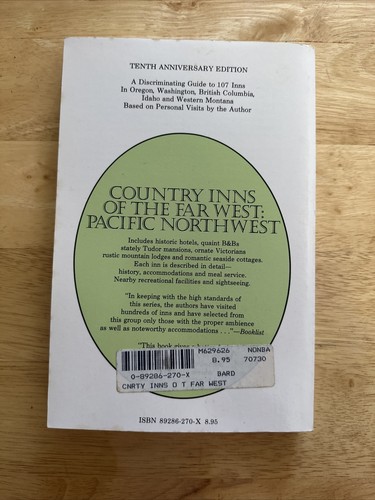 TENTH ANNIVERSARY EDITION
A Discriminating Guide to 107 Inns
In Oregon, Washington, British Columbia,
Idaho and Western Montana
Based on Personal Visits by the Author
COUNTRY INNS
OF THE FAR WEST:
PACIFIC NORTHWEST
Includes historic hotels, quaint B&Bs
stately Tudor mansions, ornate Victorians
rustic mountain lodges and romantic seaside cottages.
Each inn is described in detail—
history, accommodations and meal service.
Nearby recreational facilities and sightseeing.
"In keeping with the high standards of
this series, the authors have visited
hundreds of inns and have selected from
this group only those with the proper ambience
as well as noteworthy accommodations . . ."—Booklist
"This book gives
M629626 NONBA
8.95 70730
0-89286-270-X BARD
CNRTY INNS O T FAR WEST
ISBN 89286-270-X 8.95